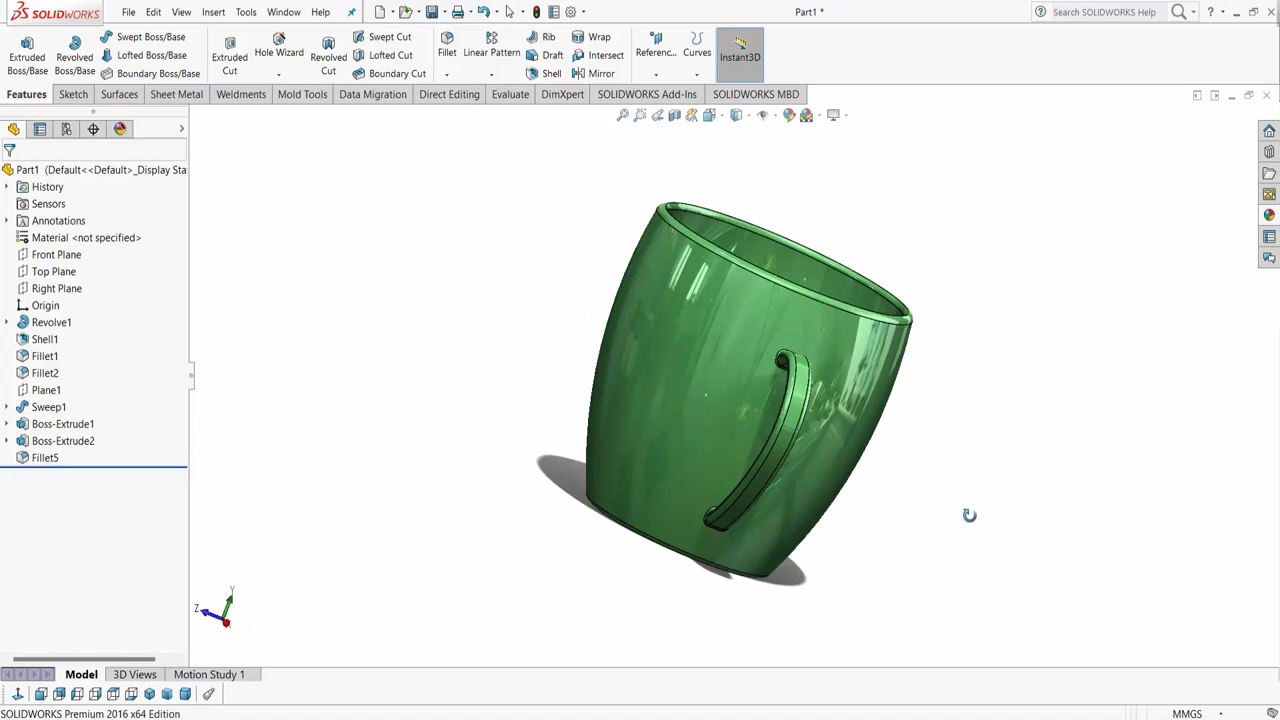 SOLIDWORKS File Edit View Insert Tools Window Help Part1 * Search SOLIDWORKS Help ?
Extruded Boss/Base Revolved Boss/Base Swept Boss/Base Lofted Boss/Base Boundary Boss/Base Extruded Cut Hole Wizard Revolved Cut Swept Cut Lofted Cut Boundary Cut Fillet Linear Pattern Rib Draft Shell Wrap Intersect Mirror Referenc... Curves Instant3D
Features Sketch Surfaces Sheet Metal Weldments Mold Tools Data Migration Direct Editing Evaluate DimXpert SOLIDWORKS Add-Ins SOLIDWORKS MBD
Part1 (Default<<Default>_Display Sta
History
Sensors
Annotations
Material <not specified>
Front Plane
Top Plane
Right Plane
Origin
Revolve1
Shell1
Fillet1
Fillet2
Plane1
Sweep1
Boss-Extrude1
Boss-Extrude2
Fillet5
Y
Z
Model 3D Views Motion Study 1
SOLIDWORKS Premium 2016 x64 Edition MMGS